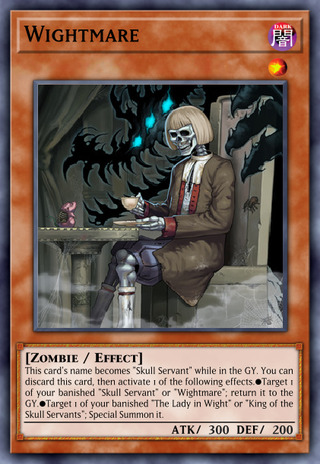 Wightmare
DARK
闇
[Zombie / Effect]
This card's name becomes "Skull Servant" while in the GY. You can
discard this card, then activate 1 of the following effects.●Target 1
of your banished "Skull Servant" or "Wightmare"; return it to the
GY.●Target 1 of your banished "The Lady in Wight" or "King of
the Skull Servants"; Special Summon it.
ATK/ 300 DEF/ 200